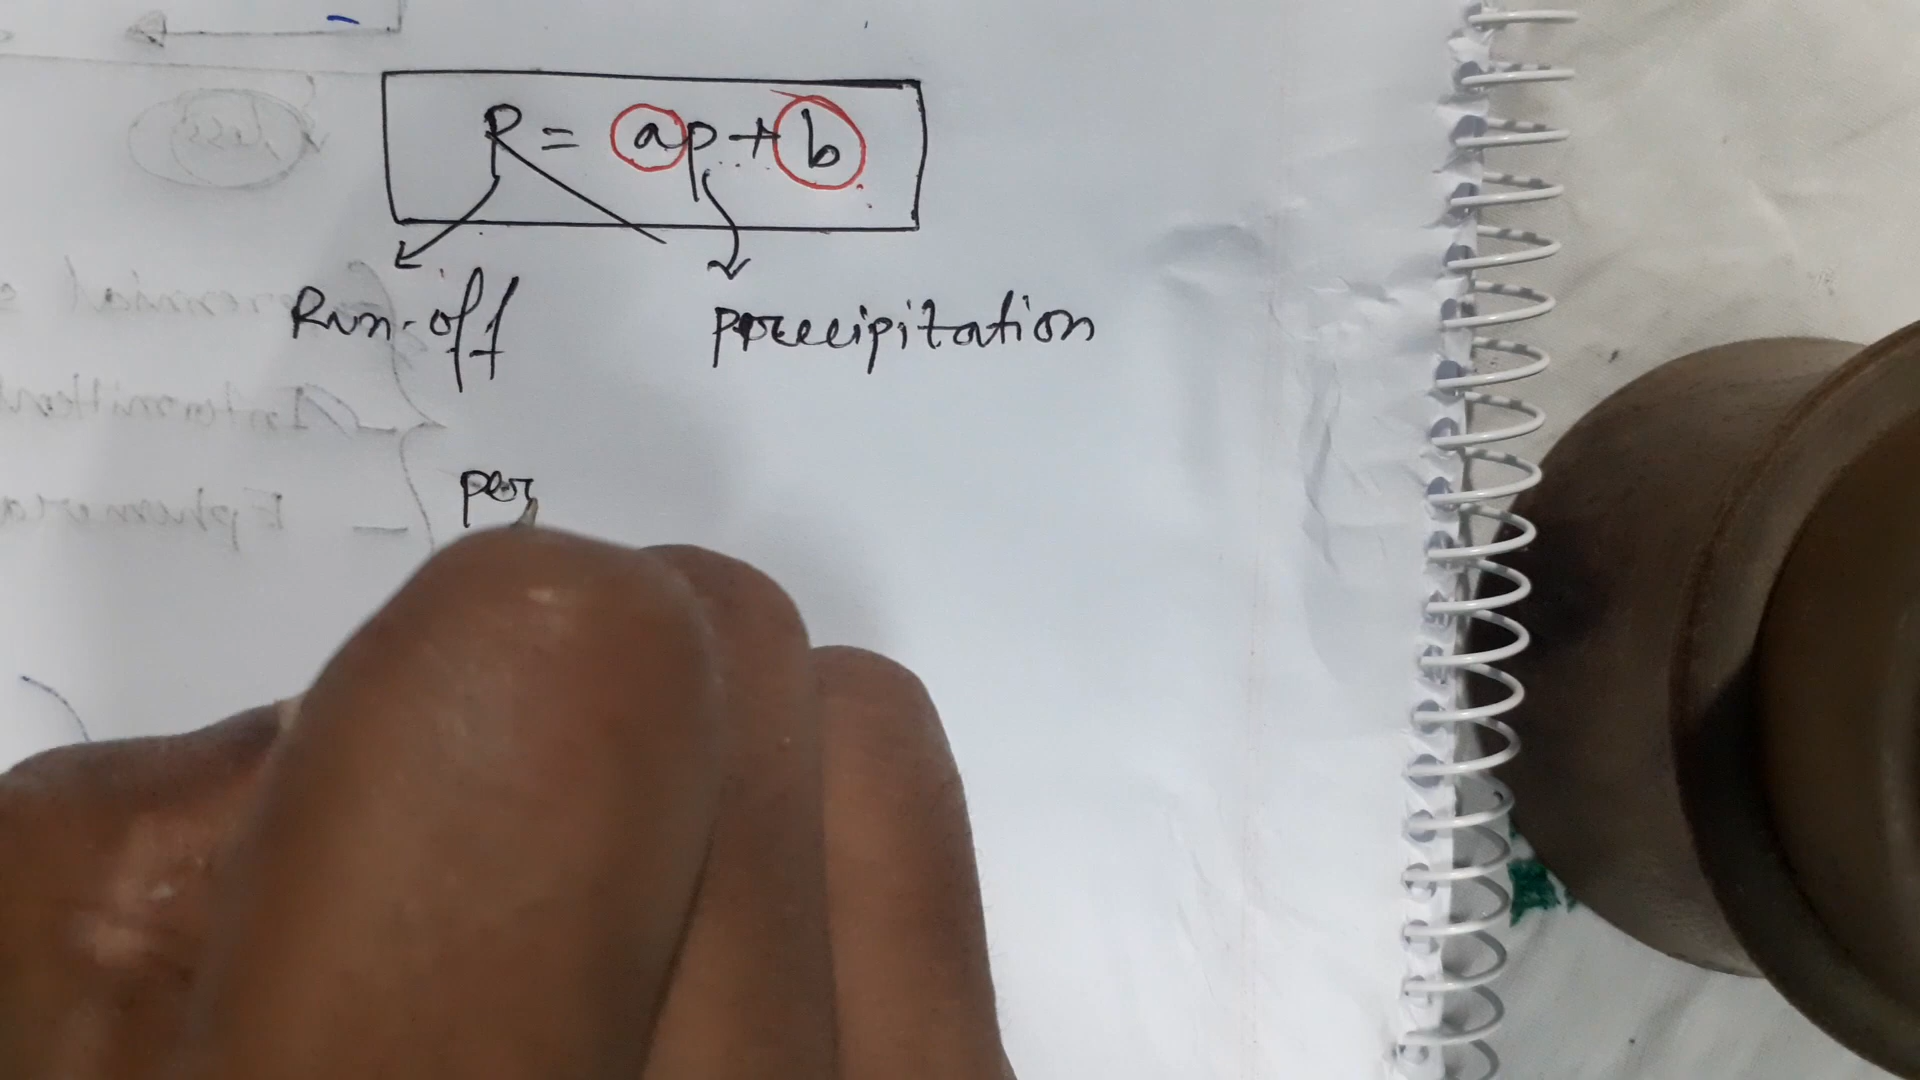 R = ap + b
Run-off precipitation
per